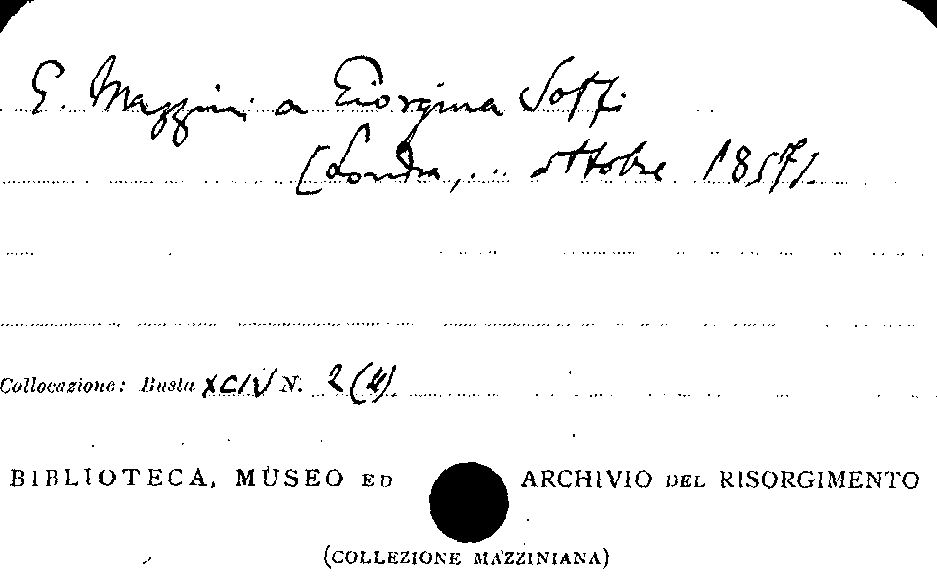 G. Mazzini a Giorgina Saffi
(Londra, ... ottobre 1857).
Collocazione: Busta XCIV N. 2 (4).
BIBLIOTECA, MUSEO ED ARCHIVIO DEL RISORGIMENTO
(COLLEZIONE MAZZINIANA)